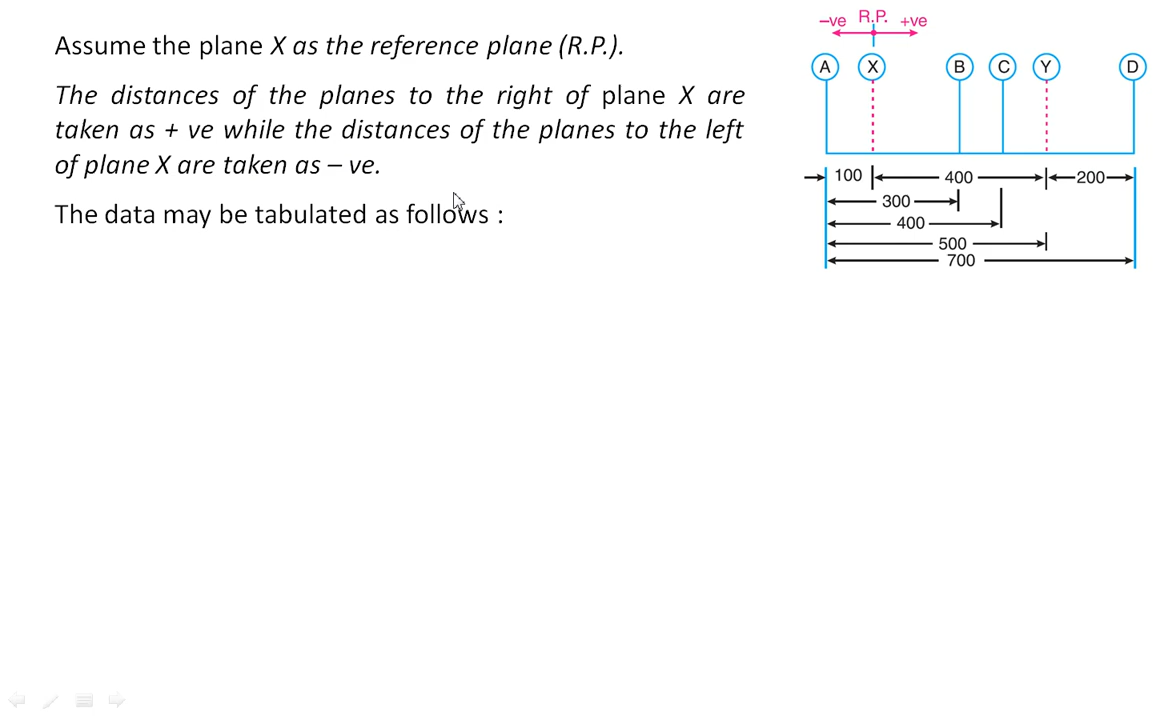 Assume the plane X as the reference plane (R.P.).
The distances of the planes to the right of plane X are
taken as + ve while the distances of the planes to the left
of plane X are taken as – ve.
The data may be tabulated as follows :
–ve R.P. +ve
A X B C Y D
100 400 200
300
400
500
700